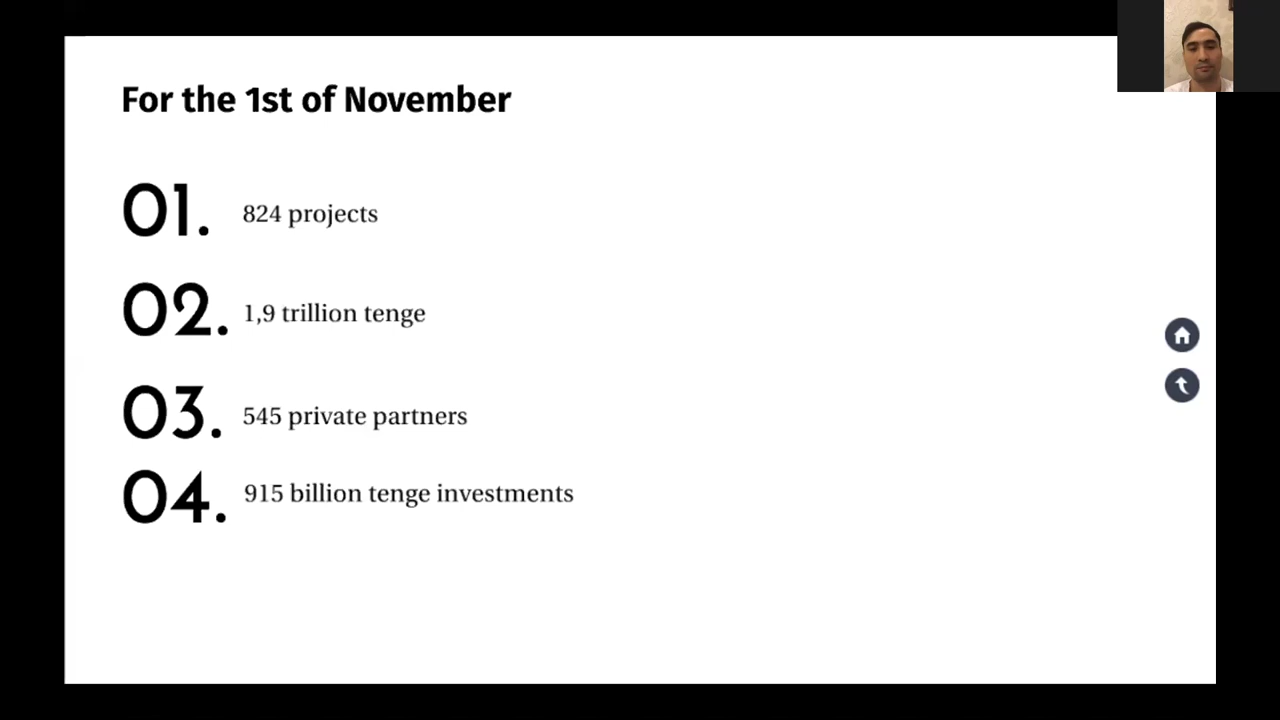 For the 1st of November
01. 824 projects
02. 1,9 trillion tenge
03. 545 private partners
04. 915 billion tenge investments